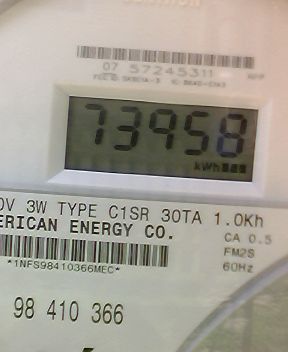 07 57245311
73958
kWh
0V 3W TYPE C1SR 30TA 1.0Kh
ERICAN ENERGY CO.
CA 0.5
*1NFS98410366MEC*
FM2S
60Hz
98 410 366